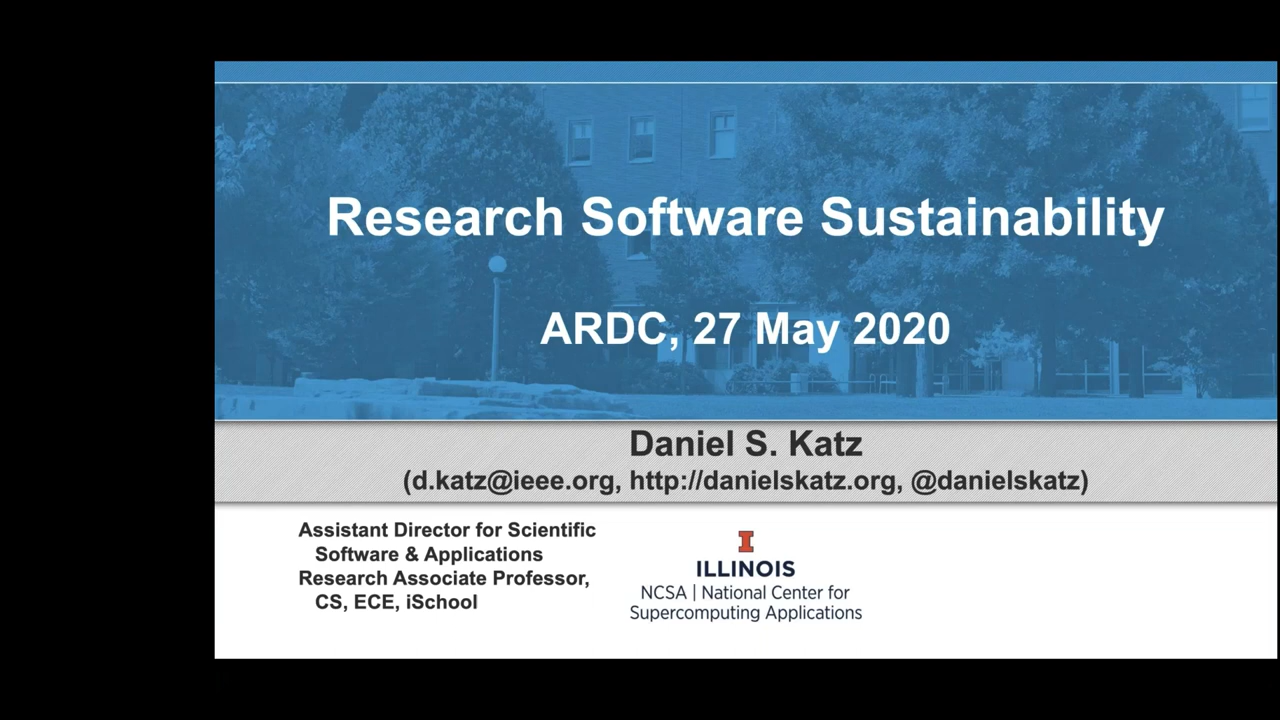 Research Software Sustainability
ARDC, 27 May 2020
Daniel S. Katz
(d.katz@ieee.org, http://danielskatz.org, @danielskatz)
Assistant Director for Scientific
Software & Applications
Research Associate Professor,
CS, ECE, iSchool
I
ILLINOIS
NCSA | National Center for
Supercomputing Applications